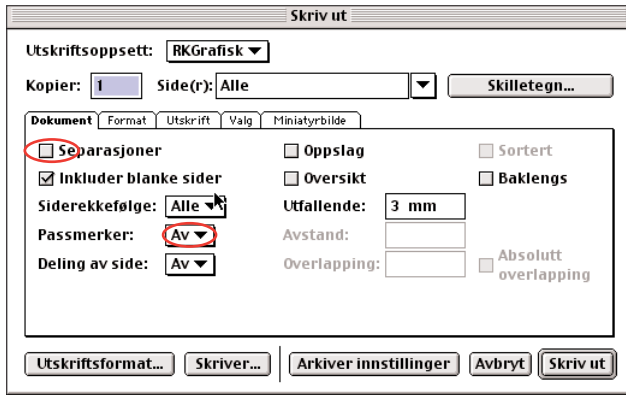 Skriv ut
Utskriftsoppsett: RKGrafisk
Kopier: 1 Side(r): Alle Skilletegn...
Dokument Format Utskrift Valg Miniatyrbilde
Separasjoner Oppslag Sortert
Inkluder blanke sider Oversikt Baklengs
Siderekkefølge: Alle Utfallende: 3 mm
Passmerker: Av Avstand:
Deling av side: Av Overlapping: Absolutt overlapping
Utskriftsformat... Skriver... Arkiver innstillinger Avbryt Skriv ut